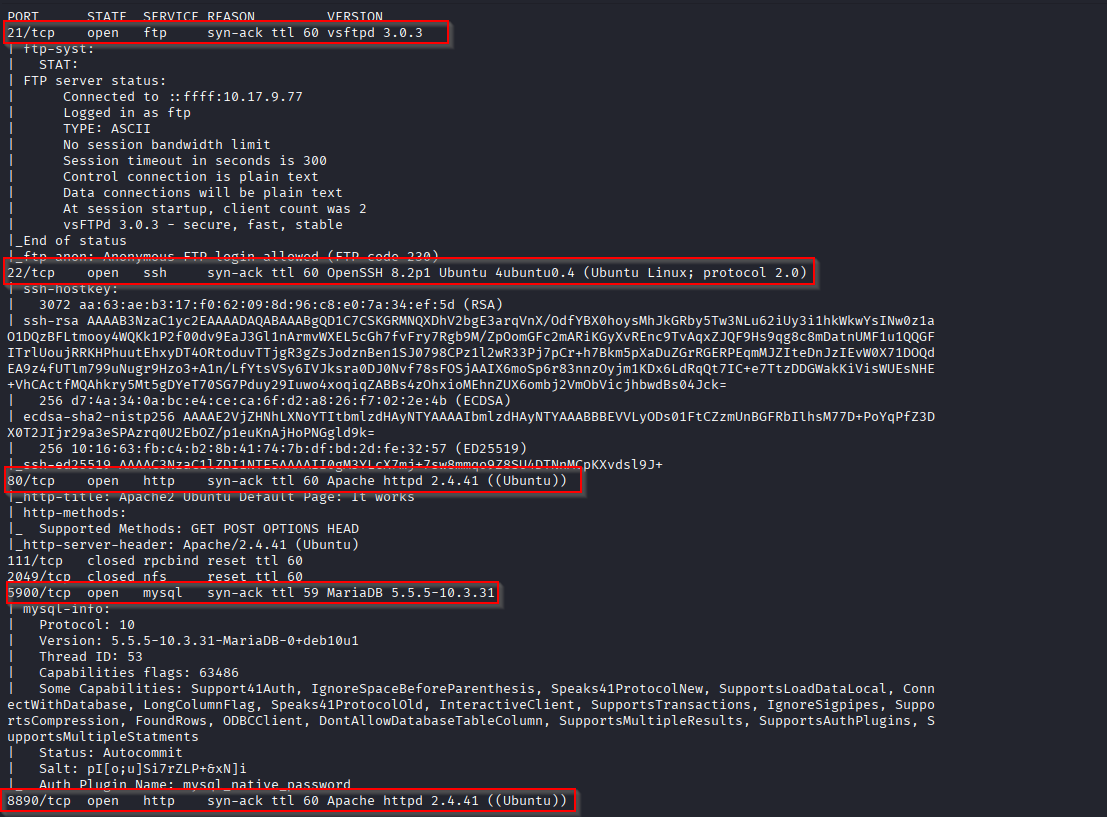 PORT     STATE  SERVICE REASON         VERSION
21/tcp   open   ftp     syn-ack ttl 60 vsftpd 3.0.3
| ftp-syst:
|   STAT:
| FTP server status:
|      Connected to ::ffff:10.17.9.77
|      Logged in as ftp
|      TYPE: ASCII
|      No session bandwidth limit
|      Session timeout in seconds is 300
|      Control connection is plain text
|      Data connections will be plain text
|      At session startup, client count was 2
|      vsFTPd 3.0.3 - secure, fast, stable
|_End of status
|_ftp-anon: Anonymous FTP login allowed (FTP code 230)
22/tcp   open   ssh     syn-ack ttl 60 OpenSSH 8.2p1 Ubuntu 4ubuntu0.4 (Ubuntu Linux; protocol 2.0)
| ssh-hostkey:
|   3072 aa:63:ae:b3:17:f0:62:09:8d:96:c8:e0:7a:34:ef:5d (RSA)
| ssh-rsa AAAAB3NzaC1yc2EAAAADAQABAAABgQD1C7CSKGRMNQXDhV2bgE3arqVnX/OdfYBX0hoysMhJkGRby5Tw3NLu62iUy3i1hkWkwYsINw0z1a
O1DQzBFLtmooy4WQKk1P2f00dv9EaJ3Gl1nArmvWXEL5cGh7fvFry7Rgb9M/ZpOomGFc2mARiKGyXvREnc9TvAqxZJQF9Hs9qg8c8mDatnUMF1u1QQGF
ITrlUoujRRKHPhuutEhxyDT4ORtoduvTTjgR3gZsJodznBen1SJ0798CPz1l2wR33Pj7pCr+h7Bkm5pXaDuZGrRGERPEqmMJZIteDnJzIEvW0X71DOQd
EA9z4fUTlm799uNugr9Hzo3+A1n/LfYtsVSy6IVJksra0DJ0Nvf78sFOSjAAIX6moSp6r83nnzOyjm1KDx6LdRqQt7IC+e7TtzDDGWakKiVisWUEsNHE
+VhCActfMQAhkry5Mt5gDYeT70SG7Pduy29Iuwo4xoqiqZABBs4zOhxioMEhnZUX6ombj2VmObVicjhbwdBs04Jck=
|   256 d7:4a:34:0a:bc:e4:ce:ca:6f:d2:a8:26:f7:02:2e:4b (ECDSA)
| ecdsa-sha2-nistp256 AAAAE2VjZHNhLXNoYTItbmlzdHAyNTYAAAAIbmlzdHAyNTYAAABBBEVVLyODs01FtCZzmUnBGFRbIlhsM77D+PoYqPfZ3D
X0T2JIjr29a3eSPAzrq0U2EbOZ/p1euKnAjHoPNGgld9k=
|   256 10:16:63:fb:c4:b2:8b:41:74:7b:df:bd:2d:fe:32:57 (ED25519)
|_ssh-ed25519
80/tcp   open   http    syn-ack ttl 60 Apache httpd 2.4.41 ((Ubuntu))
|_http-title: Apache2 Ubuntu Default Page: It works
| http-methods:
|_  Supported Methods: GET POST OPTIONS HEAD
|_http-server-header: Apache/2.4.41 (Ubuntu)
111/tcp  closed rpcbind reset ttl 60
2049/tcp closed nfs     reset ttl 60
5900/tcp open   mysql   syn-ack ttl 59 MariaDB 5.5.5-10.3.31
| mysql-info:
|   Protocol: 10
|   Version: 5.5.5-10.3.31-MariaDB-0+deb10u1
|   Thread ID: 53
|   Capabilities flags: 63486
|   Some Capabilities: Support41Auth, IgnoreSpaceBeforeParenthesis, Speaks41ProtocolNew, SupportsLoadDataLocal, Conn
ectWithDatabase, LongColumnFlag, Speaks41ProtocolOld, InteractiveClient, SupportsTransactions, IgnoreSigpipes, Suppo
rtsCompression, FoundRows, ODBCClient, DontAllowDatabaseTableColumn, SupportsMultipleResults, SupportsAuthPlugins, S
upportsMultipleStatments
|   Status: Autocommit
|   Salt: pI[o;u]Si7rZLP+&xN]i
|_  Auth Plugin Name: mysql_native_password
8890/tcp open   http    syn-ack ttl 60 Apache httpd 2.4.41 ((Ubuntu))